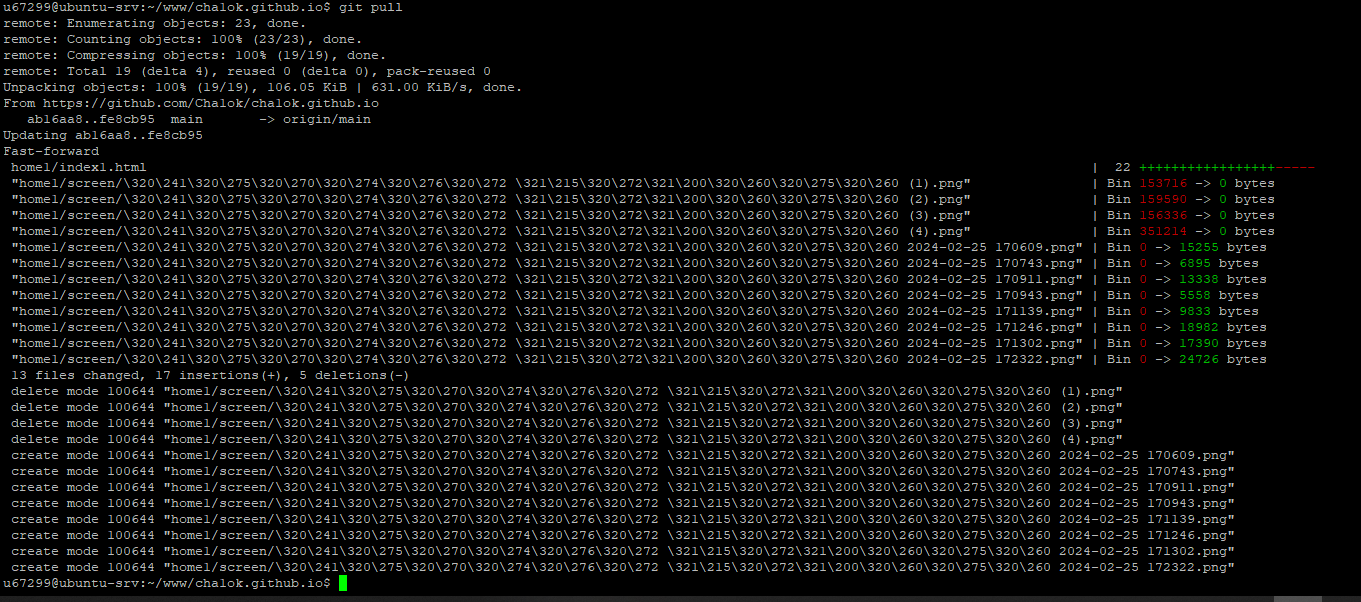 u67299@ubuntu-srv:~/www/chalok.github.io$ git pull
remote: Enumerating objects: 23, done.
remote: Counting objects: 100% (23/23), done.
remote: Compressing objects: 100% (19/19), done.
remote: Total 19 (delta 4), reused 0 (delta 0), pack-reused 0
Unpacking objects: 100% (19/19), 106.05 KiB | 631.00 KiB/s, done.
From https://github.com/Chalok/chalok.github.io
   ab16aa8..fe8cb95  main       -> origin/main
Updating ab16aa8..fe8cb95
Fast-forward
 home1/index1.html | 22 +++++++++++++++++-----
 "home1/screen/\320\241\320\275\320\270\320\274\320\276\320\272 \321\215\320\272\321\200\320\260\320\275\320\260 (1).png" | Bin 153716 -> 0 bytes
 "home1/screen/\320\241\320\275\320\270\320\274\320\276\320\272 \321\215\320\272\321\200\320\260\320\275\320\260 (2).png" | Bin 159590 -> 0 bytes
 "home1/screen/\320\241\320\275\320\270\320\274\320\276\320\272 \321\215\320\272\321\200\320\260\320\275\320\260 (3).png" | Bin 156336 -> 0 bytes
 "home1/screen/\320\241\320\275\320\270\320\274\320\276\320\272 \321\215\320\272\321\200\320\260\320\275\320\260 (4).png" | Bin 351214 -> 0 bytes
 "home1/screen/\320\241\320\275\320\270\320\274\320\276\320\272 \321\215\320\272\321\200\320\260\320\275\320\260 2024-02-25 170609.png" | Bin 0 -> 15255 bytes
 "home1/screen/\320\241\320\275\320\270\320\274\320\276\320\272 \321\215\320\272\321\200\320\260\320\275\320\260 2024-02-25 170743.png" | Bin 0 -> 6895 bytes
 "home1/screen/\320\241\320\275\320\270\320\274\320\276\320\272 \321\215\320\272\321\200\320\260\320\275\320\260 2024-02-25 170911.png" | Bin 0 -> 13338 bytes
 "home1/screen/\320\241\320\275\320\270\320\274\320\276\320\272 \321\215\320\272\321\200\320\260\320\275\320\260 2024-02-25 170943.png" | Bin 0 -> 5558 bytes
 "home1/screen/\320\241\320\275\320\270\320\274\320\276\320\272 \321\215\320\272\321\200\320\260\320\275\320\260 2024-02-25 171139.png" | Bin 0 -> 9833 bytes
 "home1/screen/\320\241\320\275\320\270\320\274\320\276\320\272 \321\215\320\272\321\200\320\260\320\275\320\260 2024-02-25 171246.png" | Bin 0 -> 18982 bytes
 "home1/screen/\320\241\320\275\320\270\320\274\320\276\320\272 \321\215\320\272\321\200\320\260\320\275\320\260 2024-02-25 171302.png" | Bin 0 -> 17390 bytes
 "home1/screen/\320\241\320\275\320\270\320\274\320\276\320\272 \321\215\320\272\321\200\320\260\320\275\320\260 2024-02-25 172322.png" | Bin 0 -> 24726 bytes
 13 files changed, 17 insertions(+), 5 deletions(-)
 delete mode 100644 "home1/screen/\320\241\320\275\320\270\320\274\320\276\320\272 \321\215\320\272\321\200\320\260\320\275\320\260 (1).png"
 delete mode 100644 "home1/screen/\320\241\320\275\320\270\320\274\320\276\320\272 \321\215\320\272\321\200\320\260\320\275\320\260 (2).png"
 delete mode 100644 "home1/screen/\320\241\320\275\320\270\320\274\320\276\320\272 \321\215\320\272\321\200\320\260\320\275\320\260 (3).png"
 delete mode 100644 "home1/screen/\320\241\320\275\320\270\320\274\320\276\320\272 \321\215\320\272\321\200\320\260\320\275\320\260 (4).png"
 create mode 100644 "home1/screen/\320\241\320\275\320\270\320\274\320\276\320\272 \321\215\320\272\321\200\320\260\320\275\320\260 2024-02-25 170609.png"
 create mode 100644 "home1/screen/\320\241\320\275\320\270\320\274\320\276\320\272 \321\215\320\272\321\200\320\260\320\275\320\260 2024-02-25 170743.png"
 create mode 100644 "home1/screen/\320\241\320\275\320\270\320\274\320\276\320\272 \321\215\320\272\321\200\320\260\320\275\320\260 2024-02-25 170911.png"
 create mode 100644 "home1/screen/\320\241\320\275\320\270\320\274\320\276\320\272 \321\215\320\272\321\200\320\260\320\275\320\260 2024-02-25 170943.png"
 create mode 100644 "home1/screen/\320\241\320\275\320\270\320\274\320\276\320\272 \321\215\320\272\321\200\320\260\320\275\320\260 2024-02-25 171139.png"
 create mode 100644 "home1/screen/\320\241\320\275\320\270\320\274\320\276\320\272 \321\215\320\272\321\200\320\260\320\275\320\260 2024-02-25 171246.png"
 create mode 100644 "home1/screen/\320\241\320\275\320\270\320\274\320\276\320\272 \321\215\320\272\321\200\320\260\320\275\320\260 2024-02-25 171302.png"
 create mode 100644 "home1/screen/\320\241\320\275\320\270\320\274\320\276\320\272 \321\215\320\272\321\200\320\260\320\275\320\260 2024-02-25 172322.png"
u67299@ubuntu-srv:~/www/chalok.github.io$